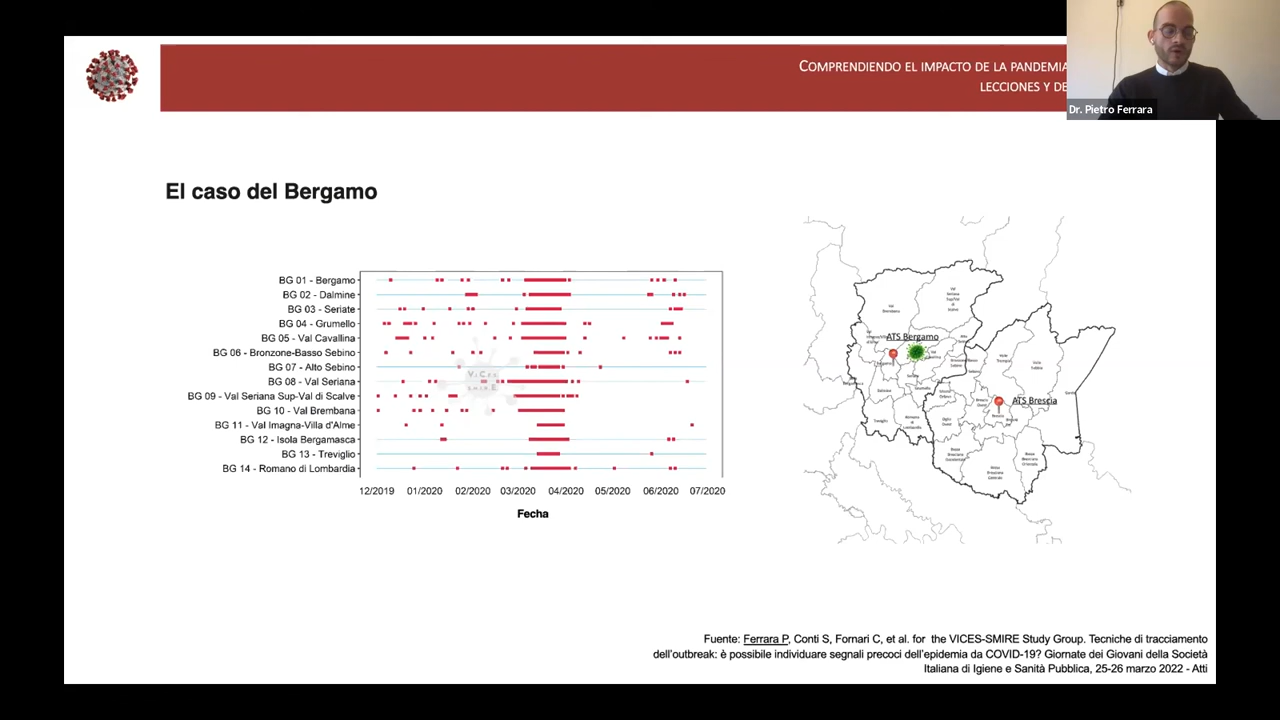 COMPRENDIENDO EL IMPACTO DE LA PANDEMIA
LECCIONES Y DE
Dr. Pietro Ferrara
El caso del Bergamo
BG 01 - Bergamo
BG 02 - Dalmine
BG 03 - Seriate
BG 04 - Grumello
BG 05 - Val Cavallina
BG 06 - Bronzone-Basso Sebino
BG 07 - Alto Sebino
BG 08 - Val Seriana
BG 09 - Val Seriana Sup-Val di Scalve
BG 10 - Val Brembana
BG 11 - Val Imagna-Villa d'Alme
BG 12 - Isola Bergamasca
BG 13 - Treviglio
BG 14 - Romano di Lombardia
12/2019 01/2020 02/2020 03/2020 04/2020 05/2020 06/2020 07/2020
Fecha
VICES
SMIRE
ATS Bergamo
ATS Brescia
Fuente: Ferrara P, Conti S, Fornari C, et al. for the VICES-SMIRE Study Group. Tecniche di tracciamento
dell'outbreak: è possibile individuare segnali precoci dell'epidemia da COVID-19? Giornate dei Giovani della Società
Italiana di Igiene e Sanità Pubblica, 25-26 marzo 2022 - Atti